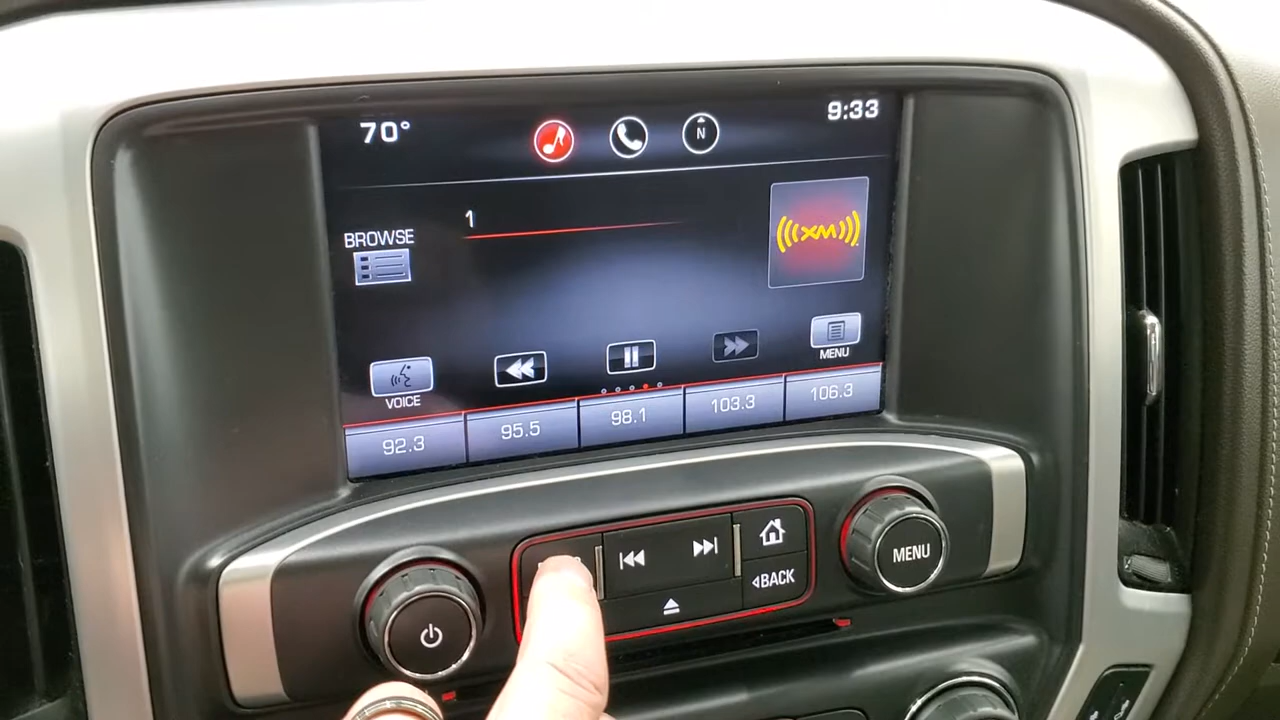 70°
9:33
N
1
BROWSE
XM
MENU
VOICE
92.3
95.5
98.1
103.3
106.3
MENU
BACK